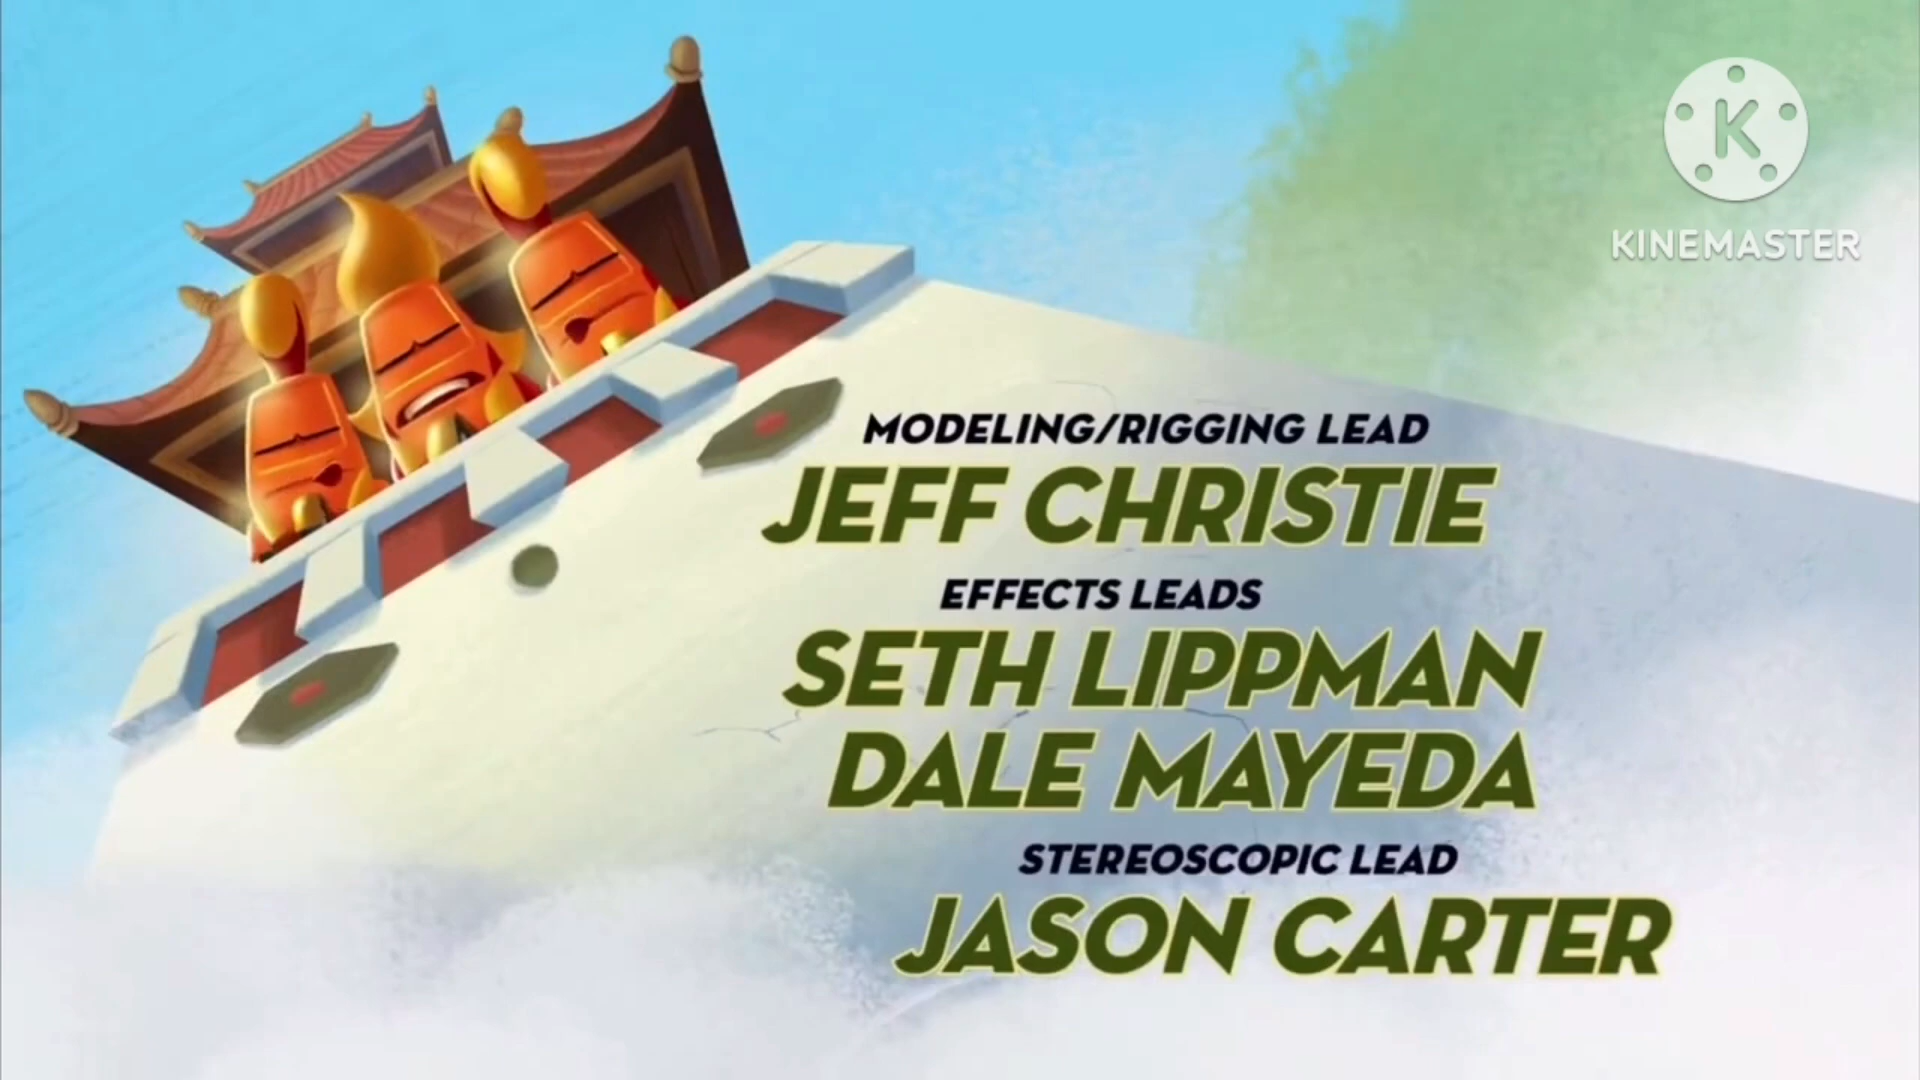 K
KINEMASTER
MODELING/RIGGING LEAD
JEFF CHRISTIE
EFFECTS LEADS
SETH LIPPMAN
DALE MAYEDA
STEREOSCOPIC LEAD
JASON CARTER